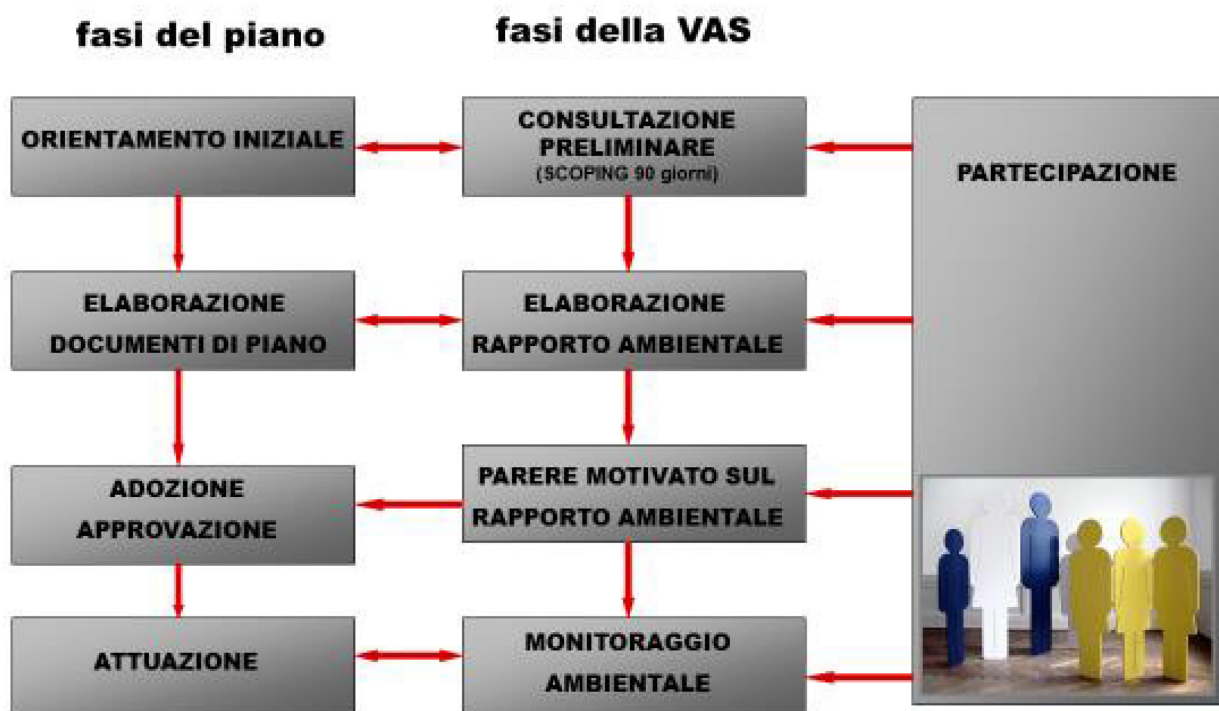 fasi del piano
fasi della VAS
ORIENTAMENTO INIZIALE
CONSULTAZIONE
PRELIMINARE
(SCOPING 90 giorni)
PARTECIPAZIONE
ELABORAZIONE
DOCUMENTI DI PIANO
ELABORAZIONE
RAPPORTO AMBIENTALE
ADOZIONE
APPROVAZIONE
PARERE MOTIVATO SUL
RAPPORTO AMBIENTALE
ATTUAZIONE
MONITORAGGIO
AMBIENTALE